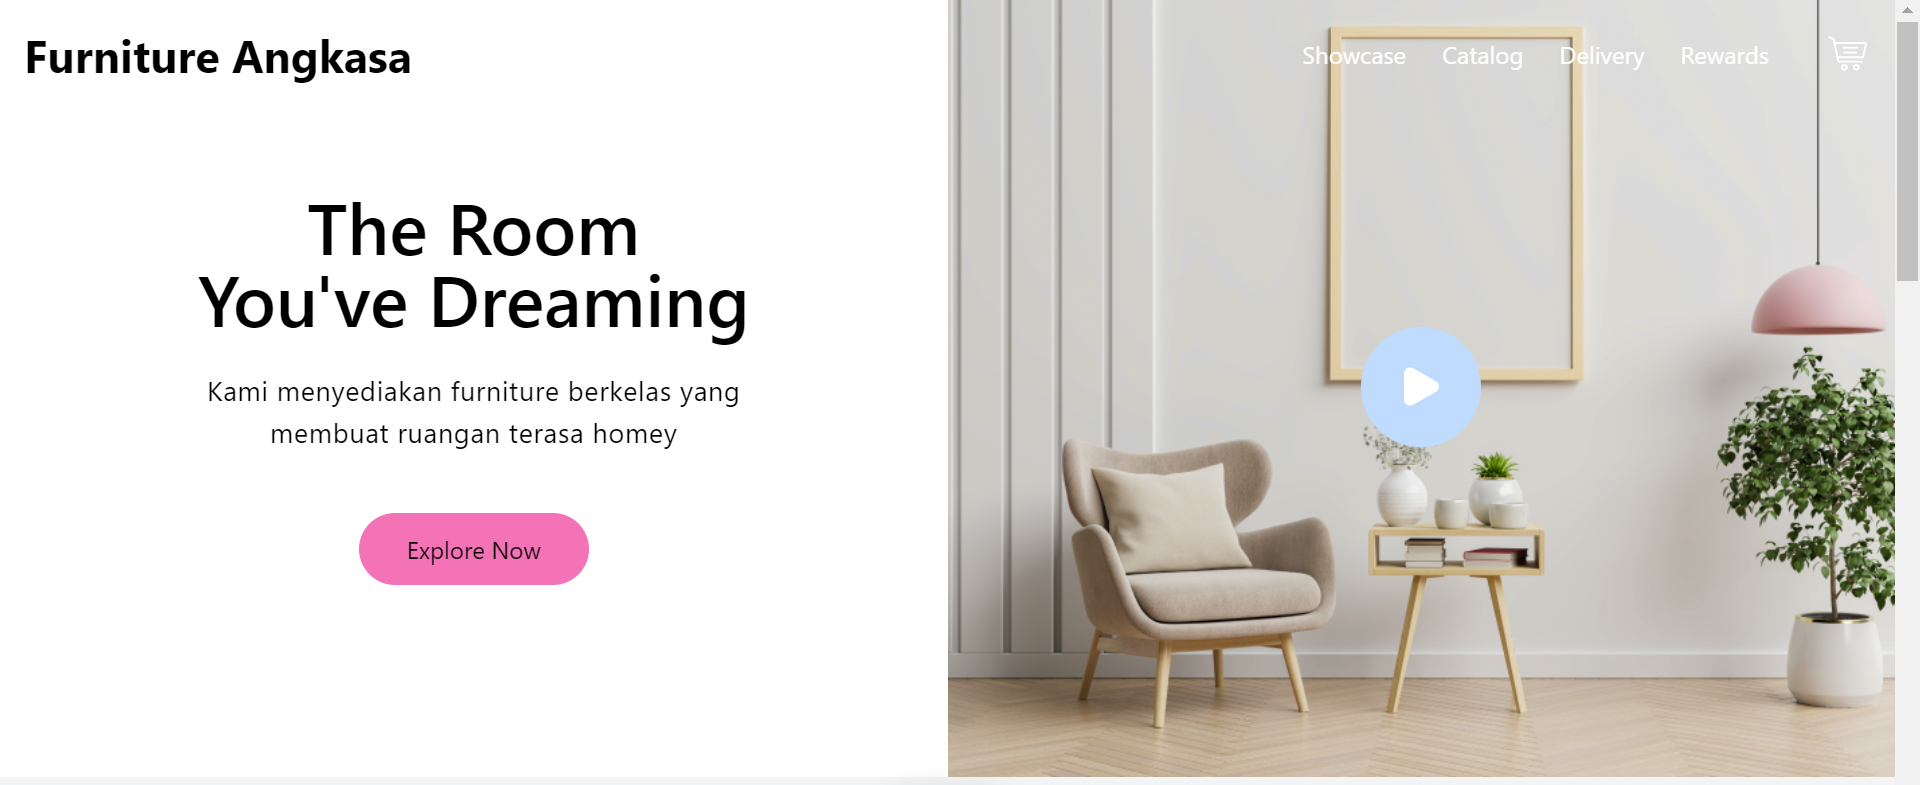 Furniture Angkasa
Showcase Catalog Delivery Rewards
The Room
You've Dreaming
Kami menyediakan furniture berkelas yang
membuat ruangan terasa homey
Explore Now